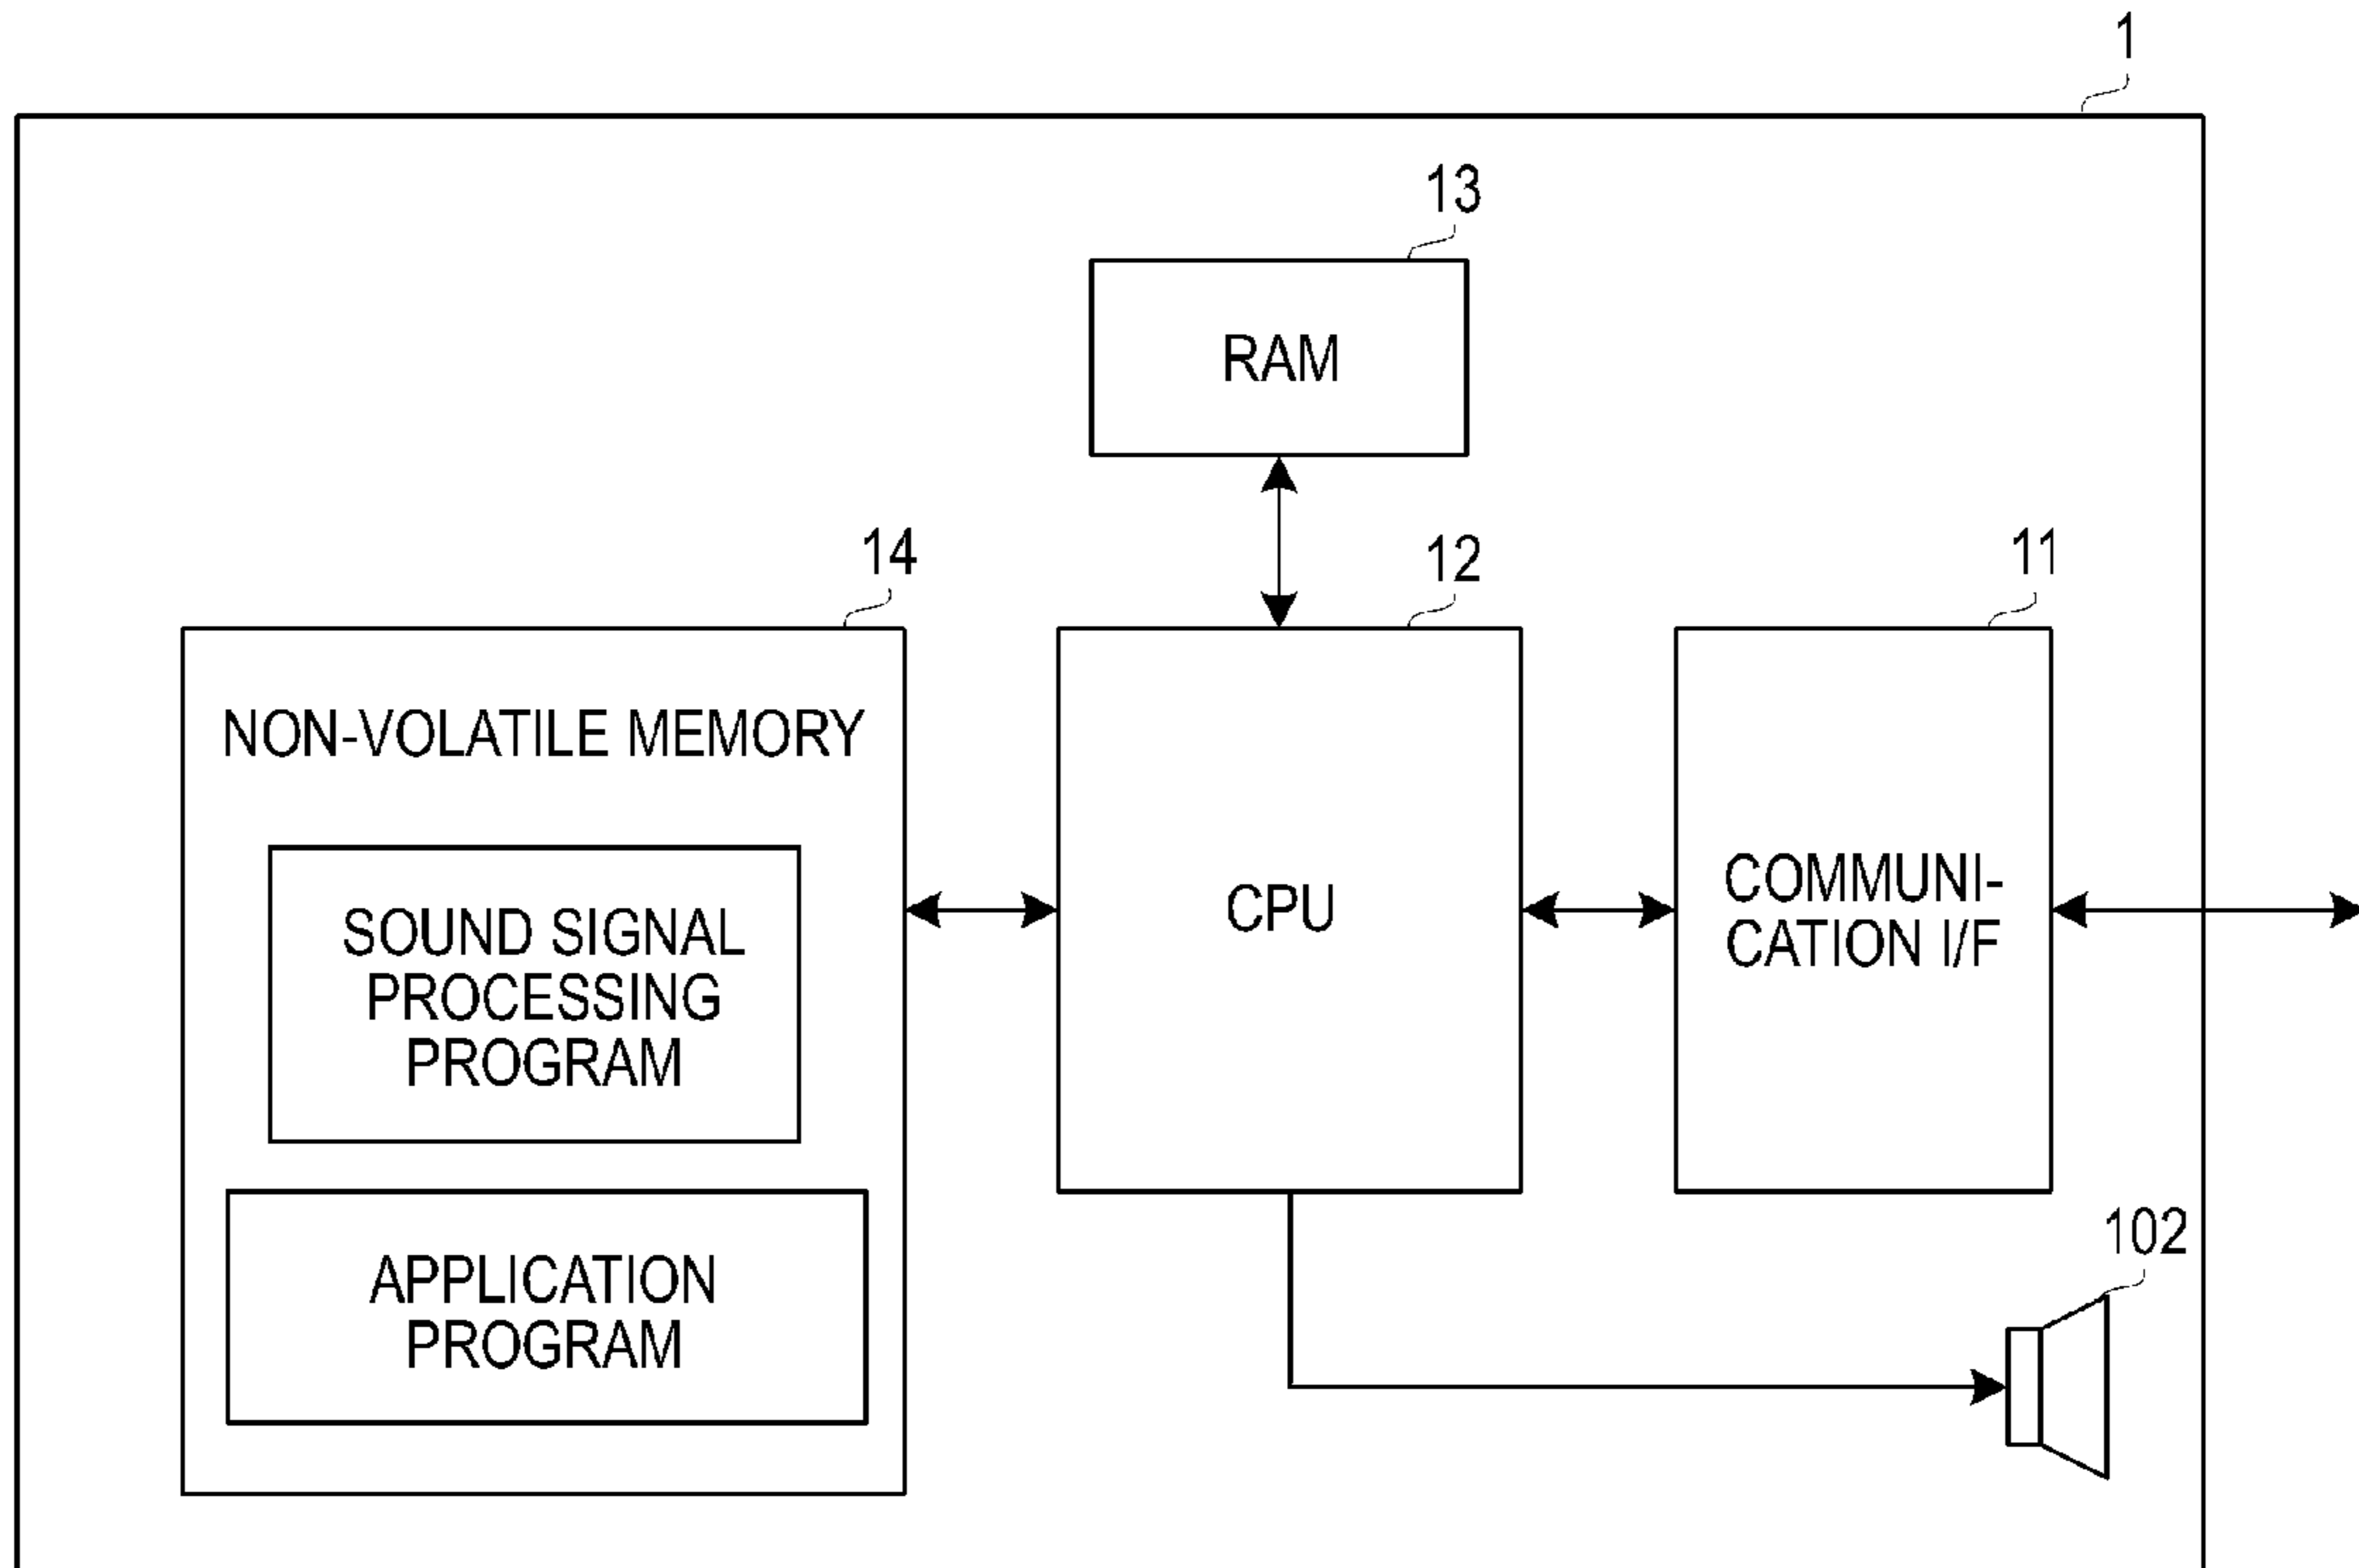 1
13
RAM
14
12
11
NON-VOLATILE MEMORY
SOUND SIGNAL
PROCESSING
PROGRAM
CPU
COMMUNI-
CATION I/F
APPLICATION
PROGRAM
102